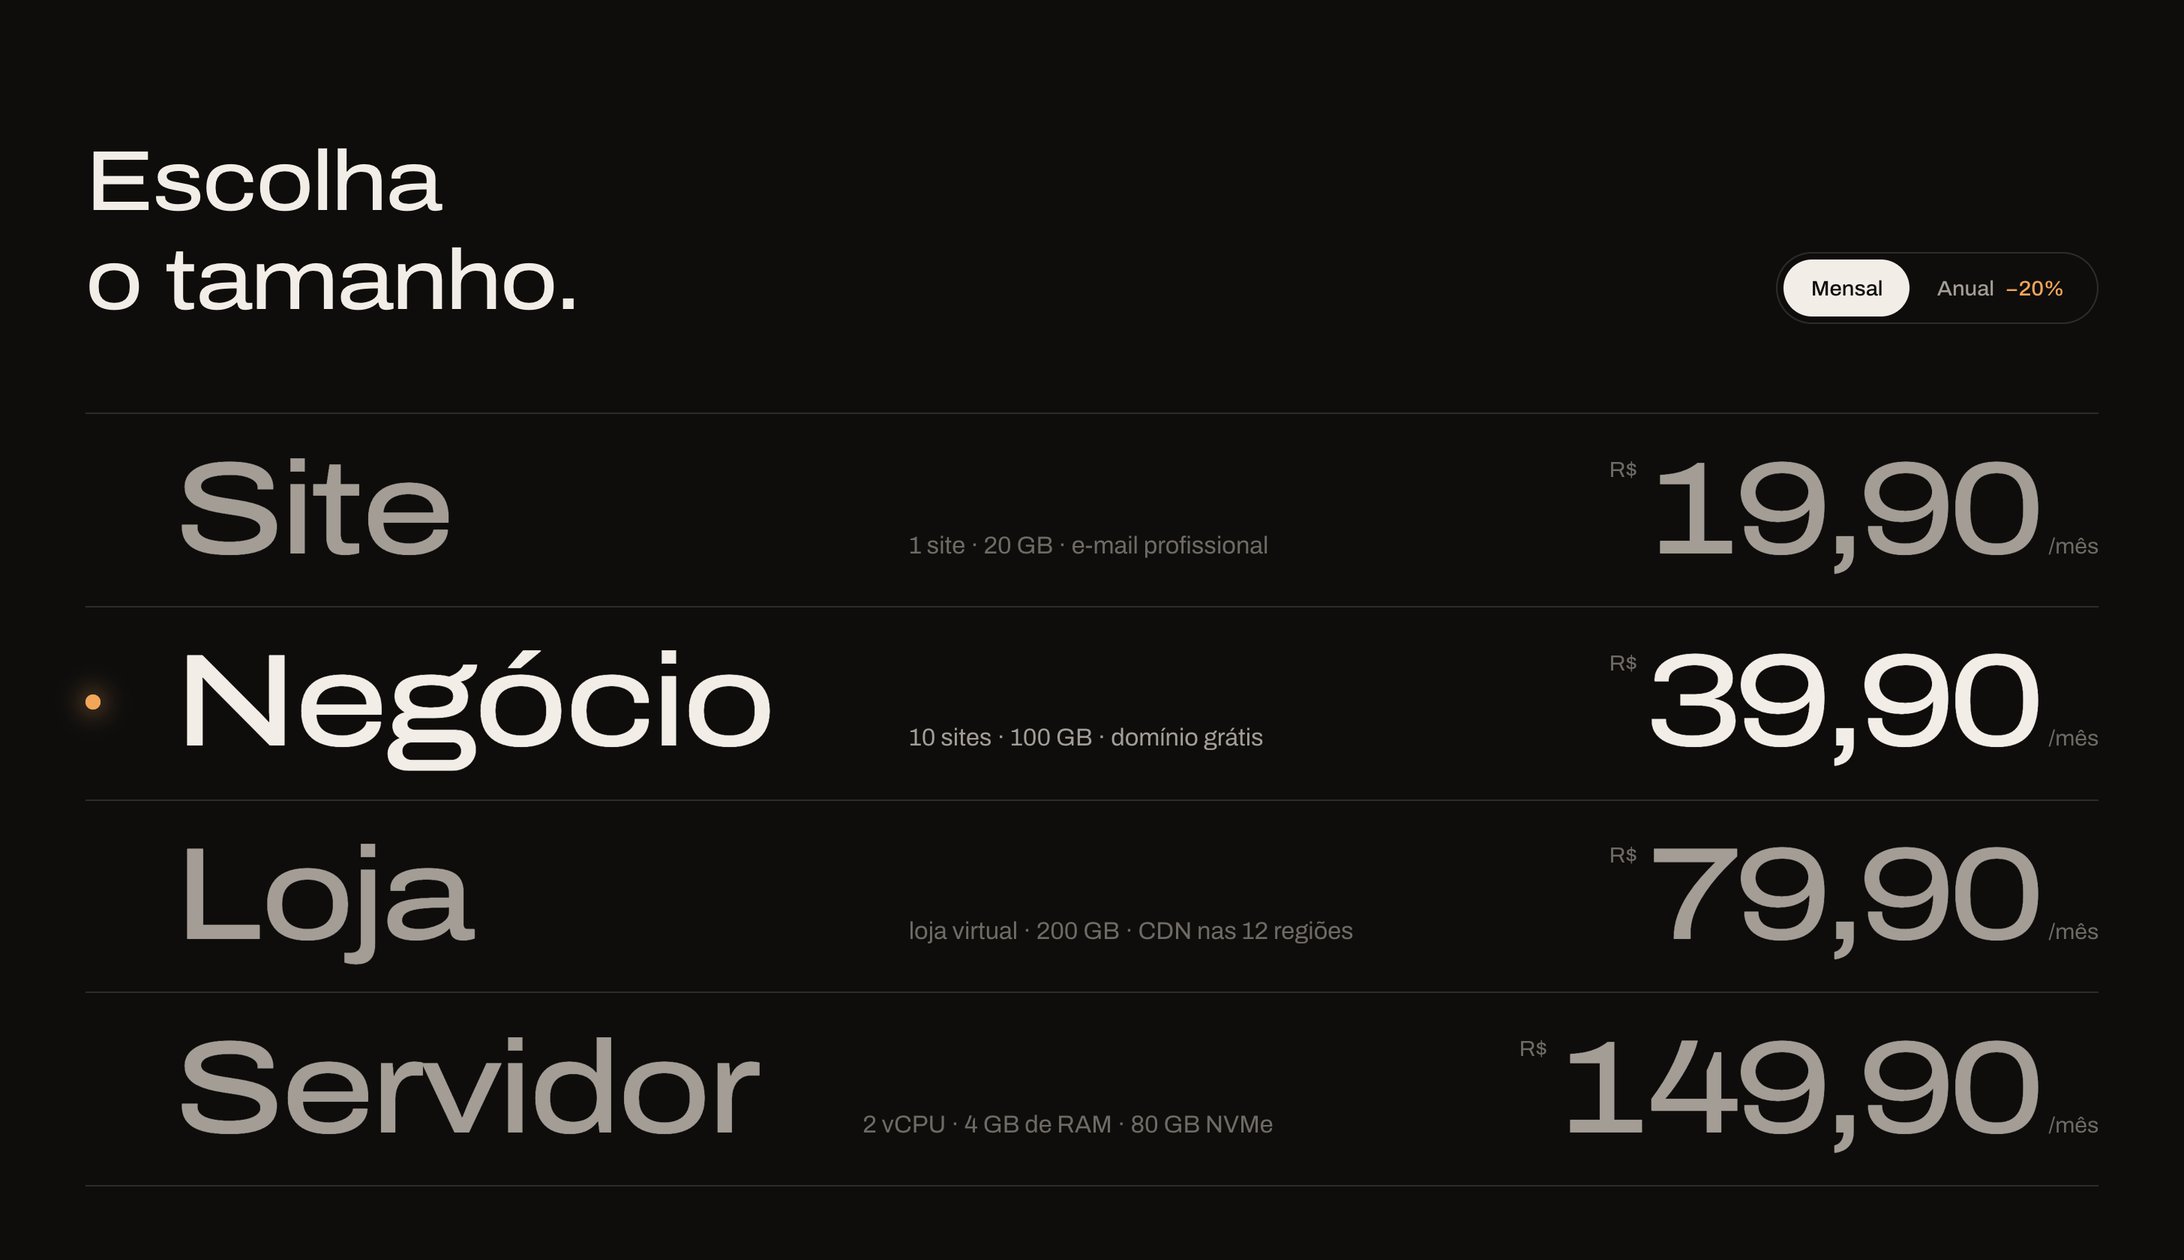 Escolha
o tamanho.
Mensal Anual –20%
Site 1 site · 20 GB · e-mail profissional R$ 19,90 /mês
Negócio 10 sites · 100 GB · domínio grátis R$ 39,90 /mês
Loja loja virtual · 200 GB · CDN nas 12 regiões R$ 79,90 /mês
Servidor 2 vCPU · 4 GB de RAM · 80 GB NVMe R$ 149,90 /mês